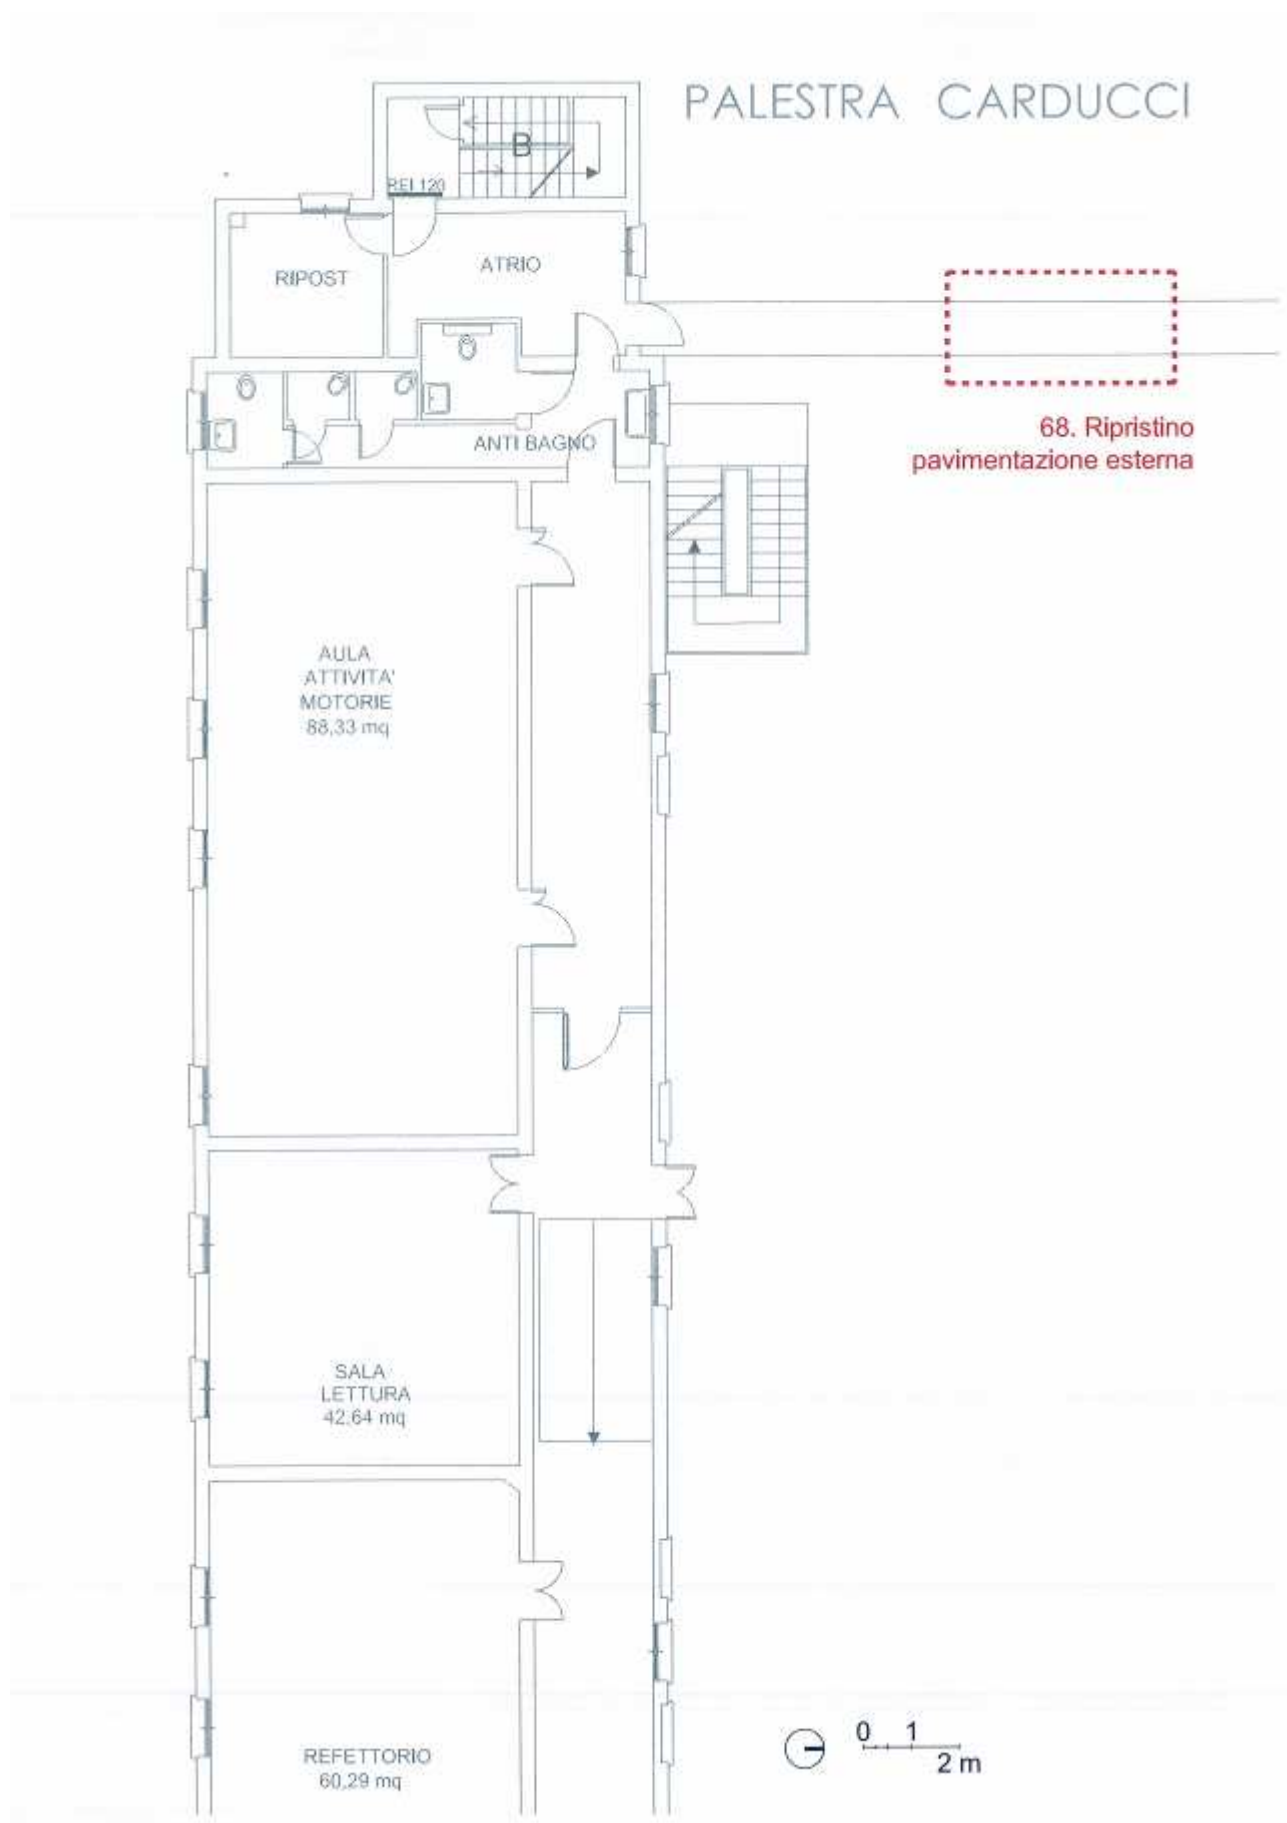 PALESTRA CARDUCCI
B
REI 120
RIPOST
ATRIO
ANTI BAGNO
68. Ripristino
pavimentazione esterna
AULA
ATTIVITA'
MOTORIE
88,33 mq
SALA
LETTURA
42,64 mq
REFETTORIO
60,29 mq
0 1
2 m